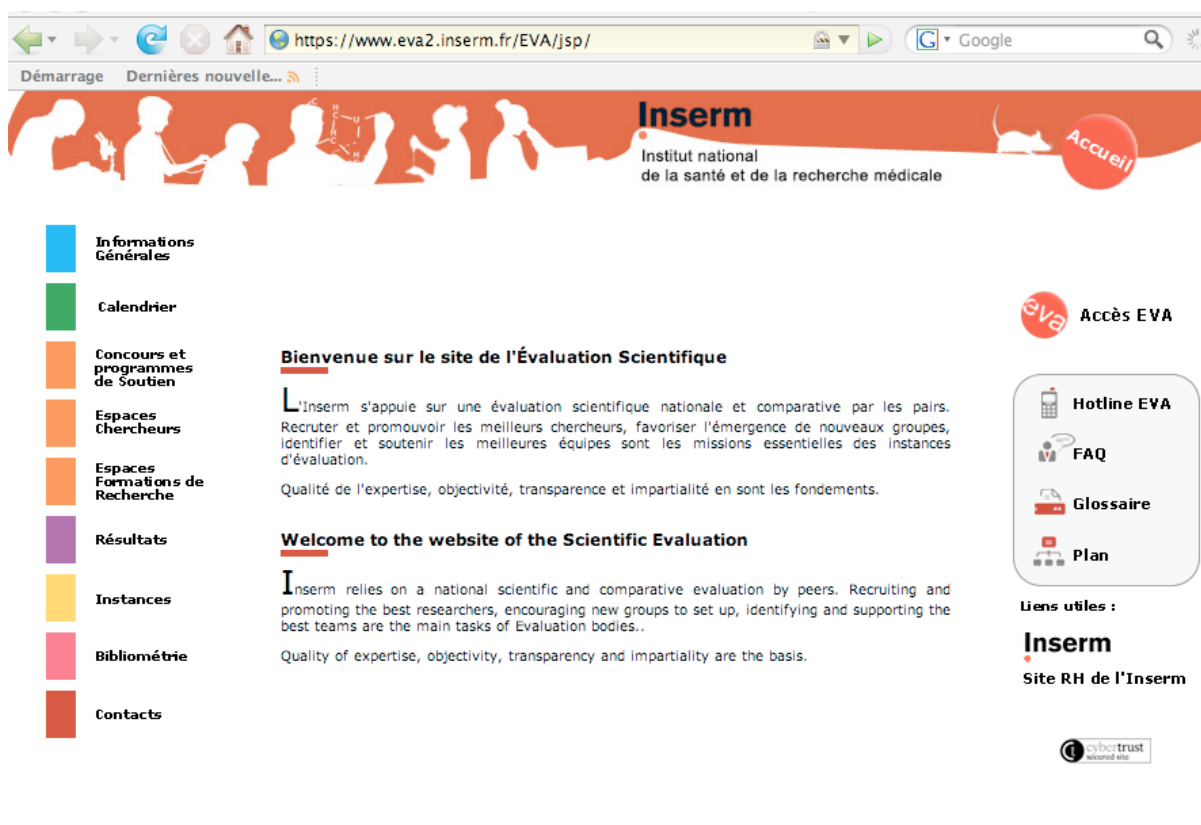 https://www.eva2.inserm.fr/EVA/jsp/
G
Google
Démarrage Dernières nouvelle...
Inserm
Institut national
de la santé et de la recherche médicale
Accueil
Informations
Générales
Calendrier
Concours et
programmes
de Soutien
Espaces
Chercheurs
Espaces
Formations de
Recherche
Résultats
Instances
Bibliométrie
Contacts
Bienvenue sur le site de l'Évaluation Scientifique
L'Inserm s'appuie sur une évaluation scientifique nationale et comparative par les pairs.
Recruter et promouvoir les meilleurs chercheurs, favoriser l'émergence de nouveaux groupes,
identifier et soutenir les meilleures équipes sont les missions essentielles des instances
d'évaluation.
Qualité de l'expertise, objectivité, transparence et impartialité en sont les fondements.
Welcome to the website of the Scientific Evaluation
Inserm relies on a national scientific and comparative evaluation by peers. Recruiting and
promoting the best researchers, encouraging new groups to set up, identifying and supporting the
best teams are the main tasks of Evaluation bodies..
Quality of expertise, objectivity, transparency and impartiality are the basis.
eva
Accès EVA
Hotline EVA
FAQ
Glossaire
Plan
Liens utiles :
Inserm
Site RH de l'Inserm
cybertrust
secured site